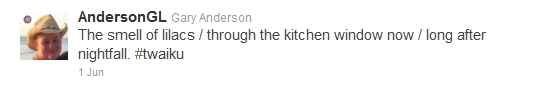 AndersonGL Gary Anderson
The smell of lilacs / through the kitchen window now / long after
nightfall. #twaiku
1 Jun